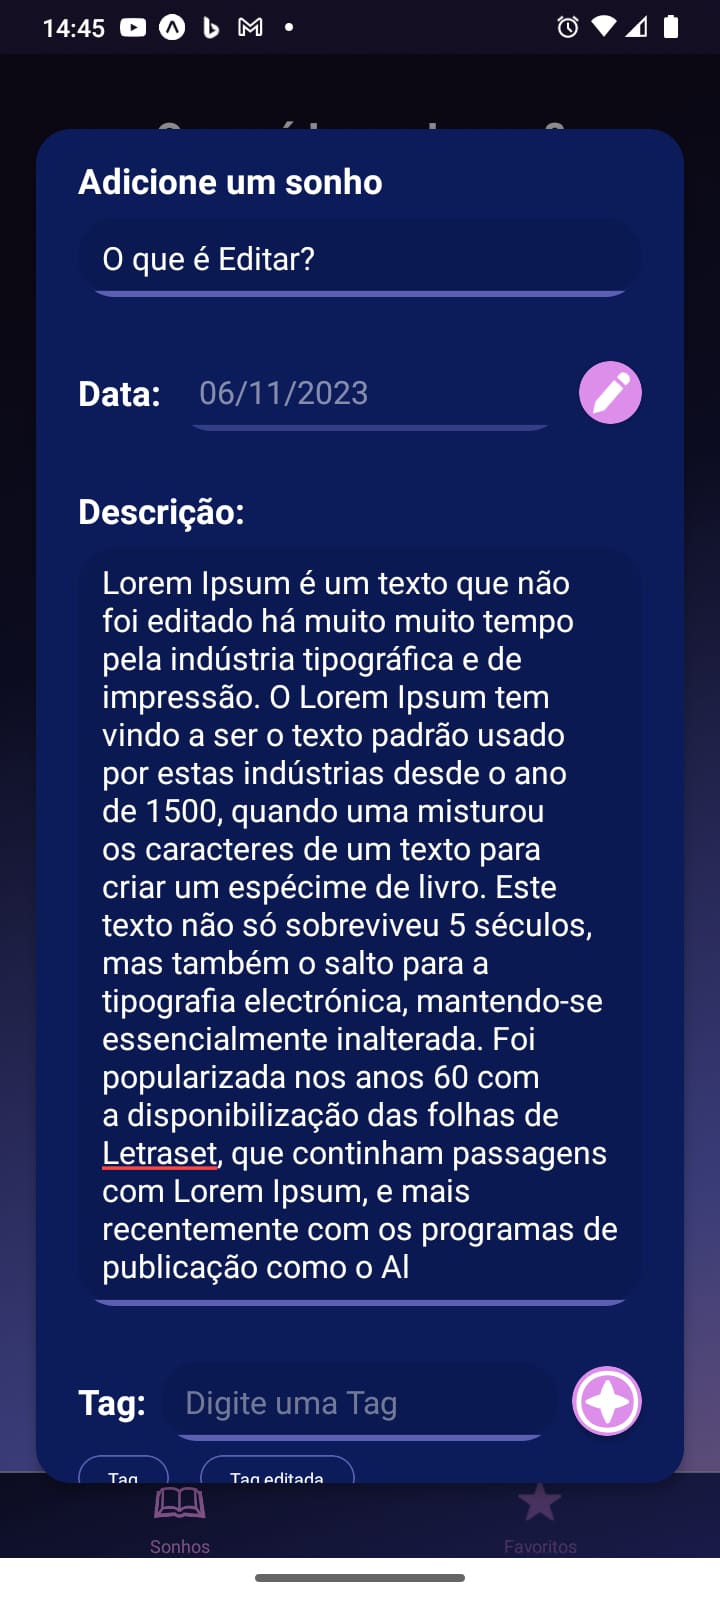 14:45
Adicione um sonho
O que é Editar?
Data:
06/11/2023
Descrição:
Lorem Ipsum é um texto que não
foi editado há muito muito tempo
pela indústria tipográfica e de
impressão. O Lorem Ipsum tem
vindo a ser o texto padrão usado
por estas indústrias desde o ano
de 1500, quando uma misturou
os caracteres de um texto para
criar um espécime de livro. Este
texto não só sobreviveu 5 séculos,
mas também o salto para a
tipografia electrónica, mantendo-se
essencialmente inalterada. Foi
popularizada nos anos 60 com
a disponibilização das folhas de
Letraset, que continham passagens
com Lorem Ipsum, e mais
recentemente com os programas de
publicação como o Al
Tag:
Digite uma Tag
Tag
Tag editada
Sonhos
Favoritos